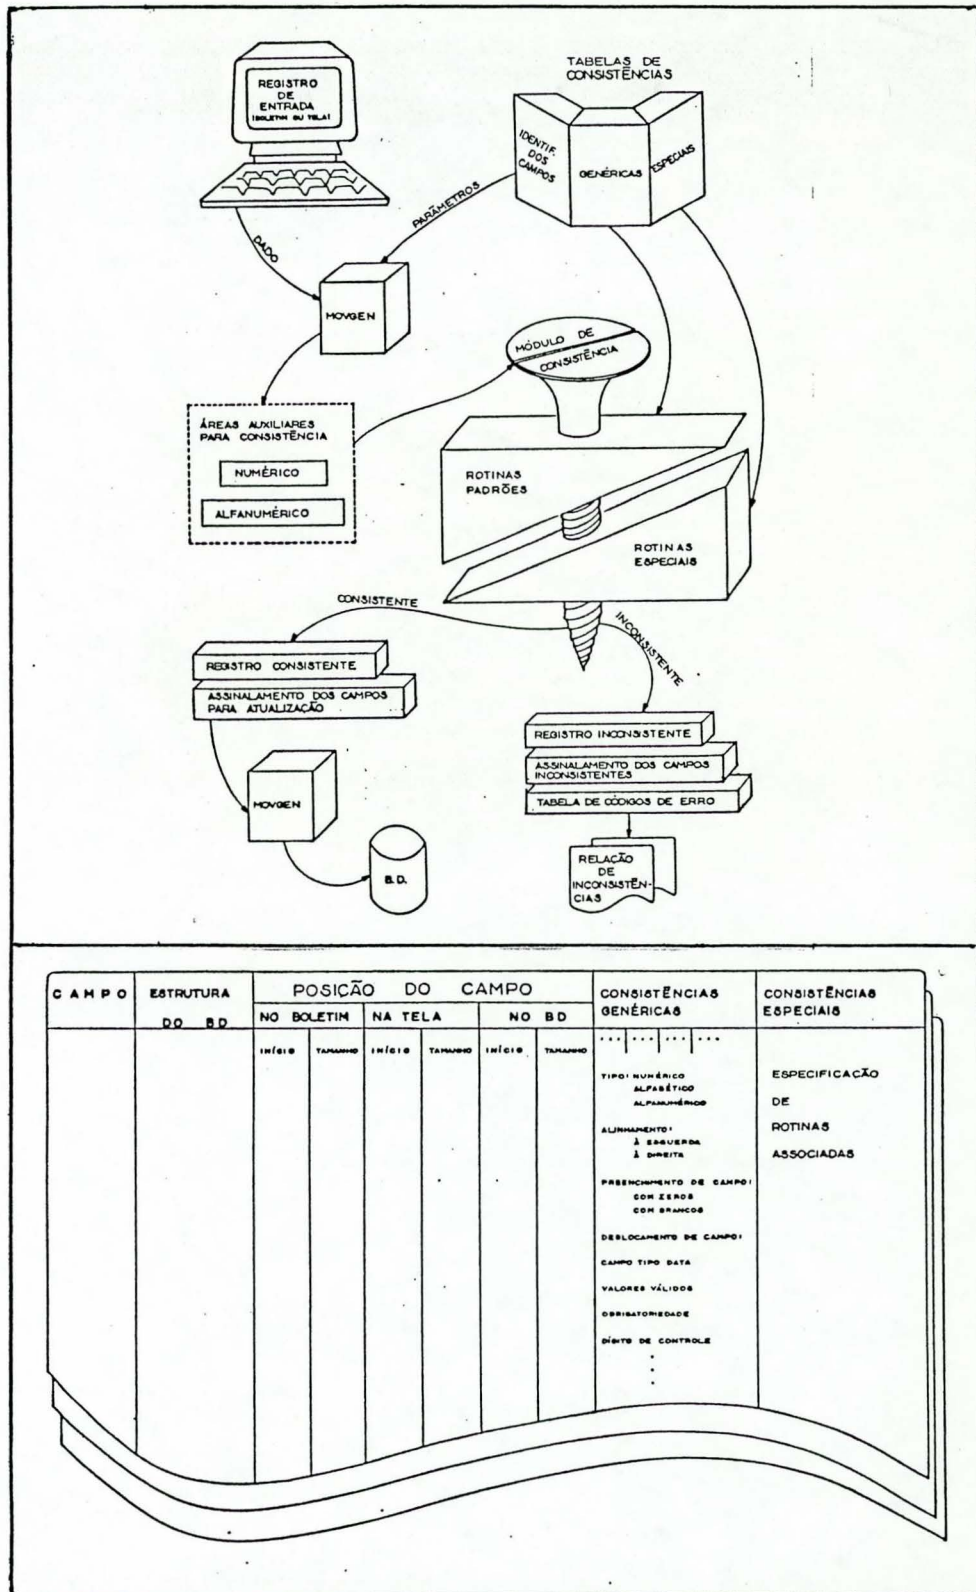 REGISTRO
DE
ENTRADA
(BOLETIM OU TELA)
TABELAS DE
CONSISTÊNCIAS
IDENTIF.
DOS
CAMPOS
GENÉRICAS
ESPECIAIS
PARÂMETROS
DADO
MOVGEN
MÓDULO DE
CONSISTÊNCIA
ÁREAS AUXILIARES
PARA CONSISTÊNCIA
NUMÉRICO
ALFANUMÉRICO
ROTINAS
PADRÕES
ROTINAS
ESPECIAIS
CONSISTENTE
INCONSISTENTE
REGISTRO CONSISTENTE
ASSINALAMENTO DOS CAMPOS
PARA ATUALIZAÇÃO
REGISTRO INCONSISTENTE
ASSINALAMENTO DOS CAMPOS
INCONSISTENTES
TABELA DE CÓDIGOS DE ERRO
MOVGEN
B.D.
RELAÇÃO
DE
INCONSISTÊN-
CIAS
CAMPO
ESTRUTURA
DO BD
POSIÇÃO DO CAMPO
NO BOLETIM
NA TELA
NO BD
CONSISTÊNCIAS
GENÉRICAS
CONSISTÊNCIAS
ESPECIAIS
INÍCIO
TAMANHO
INÍCIO
TAMANHO
INÍCIO
TAMANHO
TIPO: NUMÉRICO
ALFABÉTICO
ALFANUMÉRICO
ALINHAMENTO:
À ESQUERDA
À DIREITA
PREENCHIMENTO DE CAMPO:
COM ZEROS
COM BRANCOS
DESLOCAMENTO DE CAMPO:
CAMPO TIPO DATA
VALORES VÁLIDOS
OBRIGATORIEDADE
DÍGITO DE CONTROLE
ESPECIFICAÇÃO
DE
ROTINAS
ASSOCIADAS